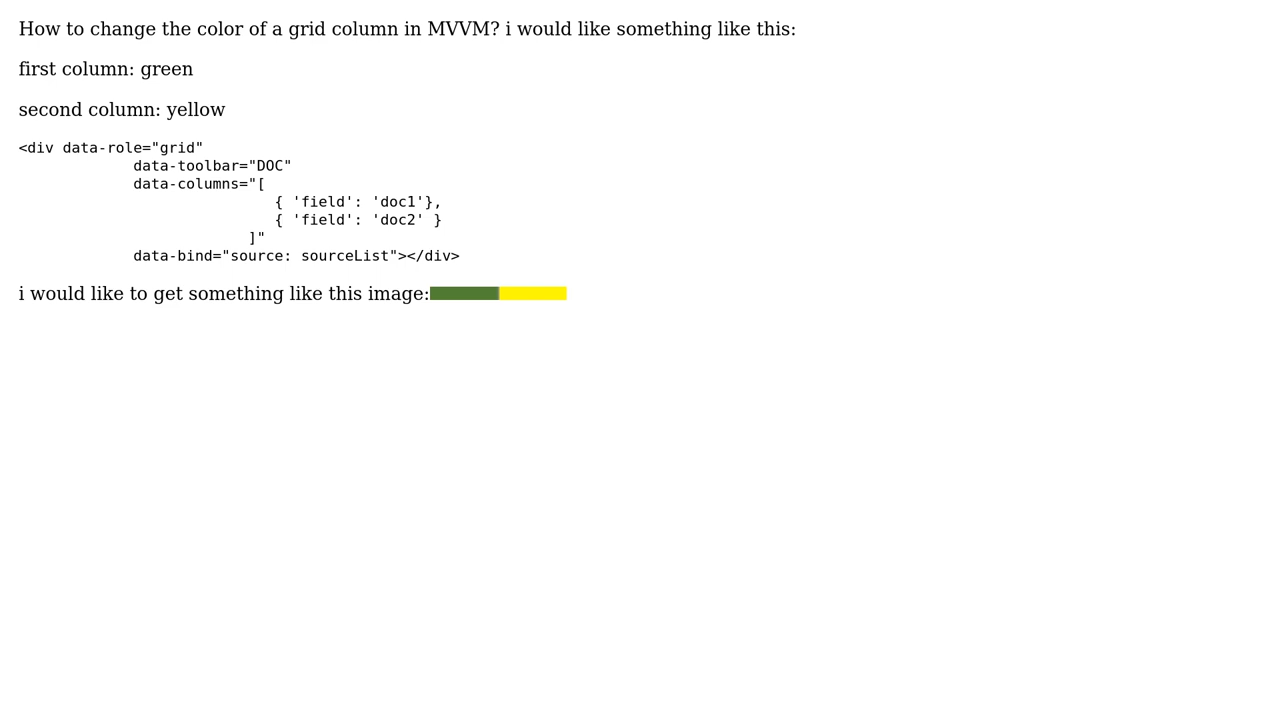 How to change the color of a grid column in MVVM? i would like something like this:
first column: green
second column: yellow
<div data-role="grid"
             data-toolbar="DOC"
             data-columns="[
                             { 'field': 'doc1'},
                             { 'field': 'doc2' }
                          ]"
             data-bind="source: sourceList"></div>
i would like to get something like this image: